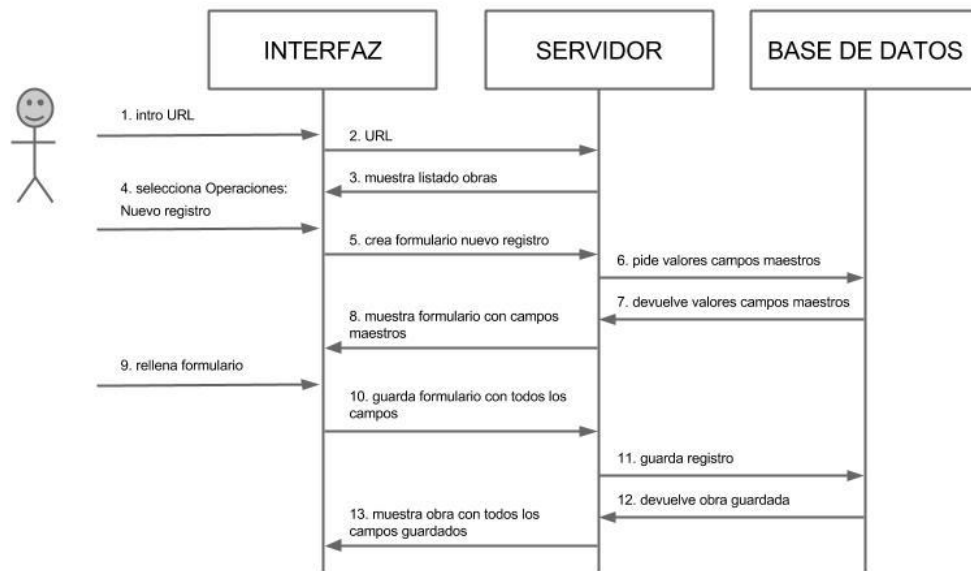 INTERFAZ
SERVIDOR
BASE DE DATOS
1. intro URL
2. URL
3. muestra listado obras
4. selecciona Operaciones:
Nuevo registro
5. crea formulario nuevo registro
6. pide valores campos maestros
7. devuelve valores campos maestros
8. muestra formulario con campos
maestros
9. rellena formulario
10. guarda formulario con todos los
campos
11. guarda registro
12. devuelve obra guardada
13. muestra obra con todos los
campos guardados